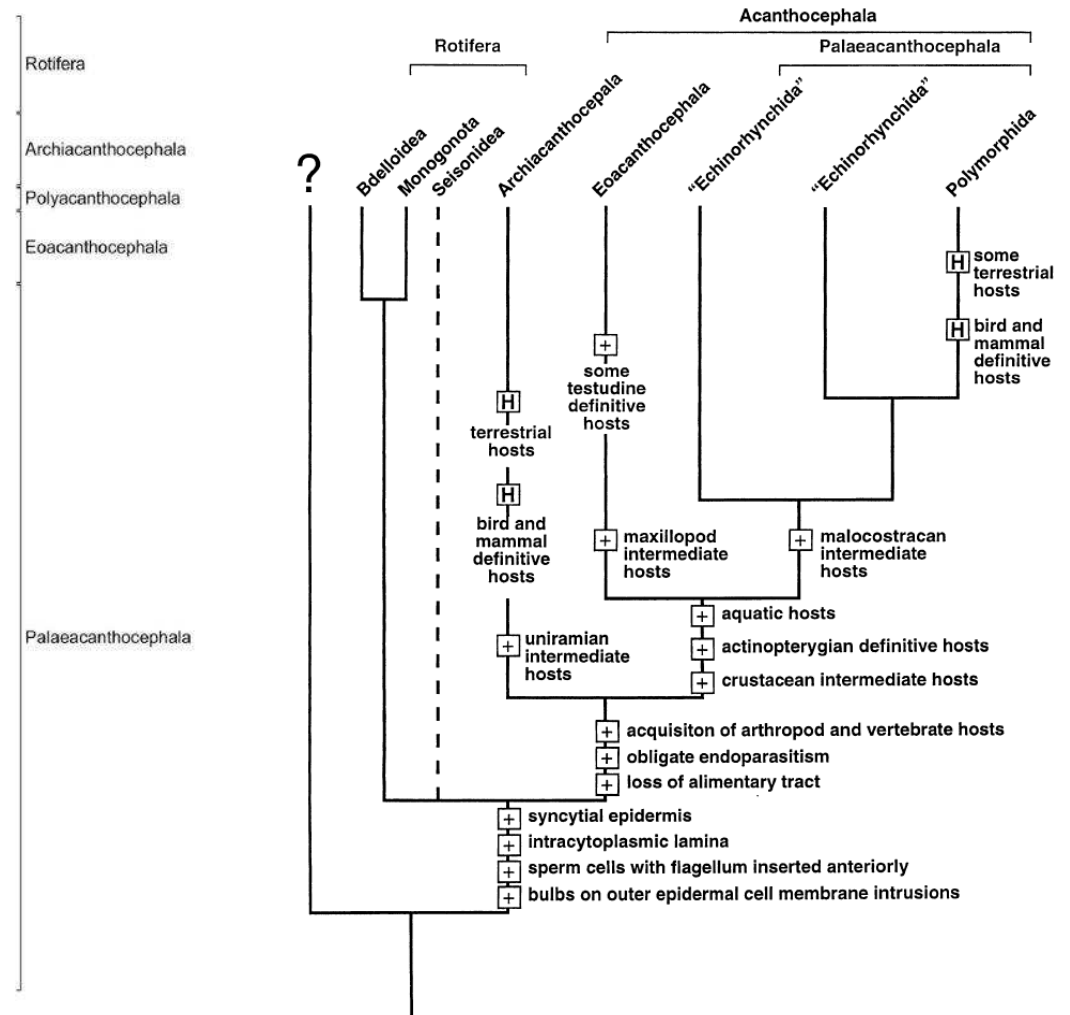 Rotifera
Archiacanthocephala
Polyacanthocephala
Eoacanthocephala
Palaeacanthocephala
Acanthocephala
Rotifera
Palaeacanthocephala
?
Bdelloidea
Monogonota
Seisonidea
Archiacanthocepala
Eoacanthocephala
“Echinorhynchida”
“Echinorhynchida”
Polymorphida
H some
terrestrial
hosts
H bird and
mammal
definitive
hosts
+
some
testudine
definitive
hosts
H
terrestrial
hosts
H
bird and
mammal
definitive
hosts
+ maxillopod
intermediate
hosts
+ malocostracan
intermediate
hosts
+ aquatic hosts
+ actinopterygian definitive hosts
+ crustacean intermediate hosts
+ uniramian
intermediate
hosts
+ acquisiton of arthropod and vertebrate hosts
+ obligate endoparasitism
+ loss of alimentary tract
+ syncytial epidermis
+ intracytoplasmic lamina
+ sperm cells with flagellum inserted anteriorly
+ bulbs on outer epidermal cell membrane intrusions